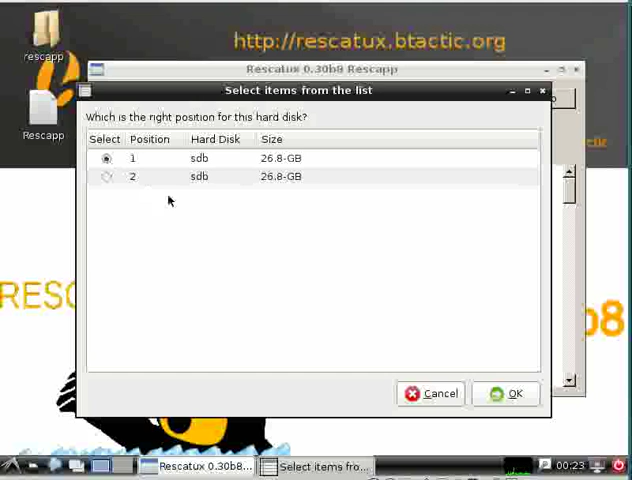 http://rescatux.btactic.org
rescapp
Rescatux 0.30b8 Rescapp
Select items from the list
Which is the right position for this hard disk?
Rescapp
Select Position Hard Disk Size
1 sdb 26.8-GB
2 sdb 26.8-GB
RESC
b8
Cancel OK
Rescatux 0.30b8... Select items fro... 00:23